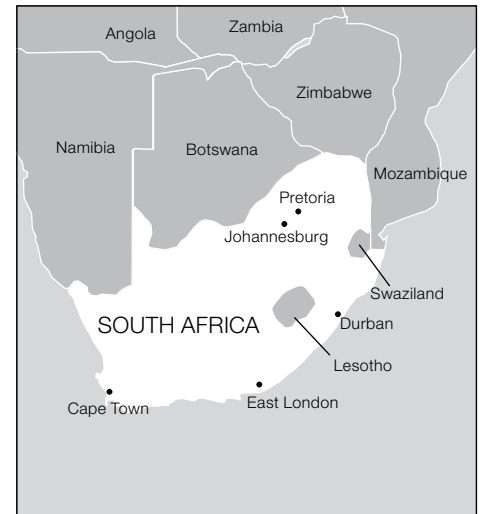 Angola
Zambia
Zimbabwe
Namibia
Botswana
Mozambique
Pretoria
Johannesburg
Swaziland
SOUTH AFRICA
Durban
Lesotho
East London
Cape Town